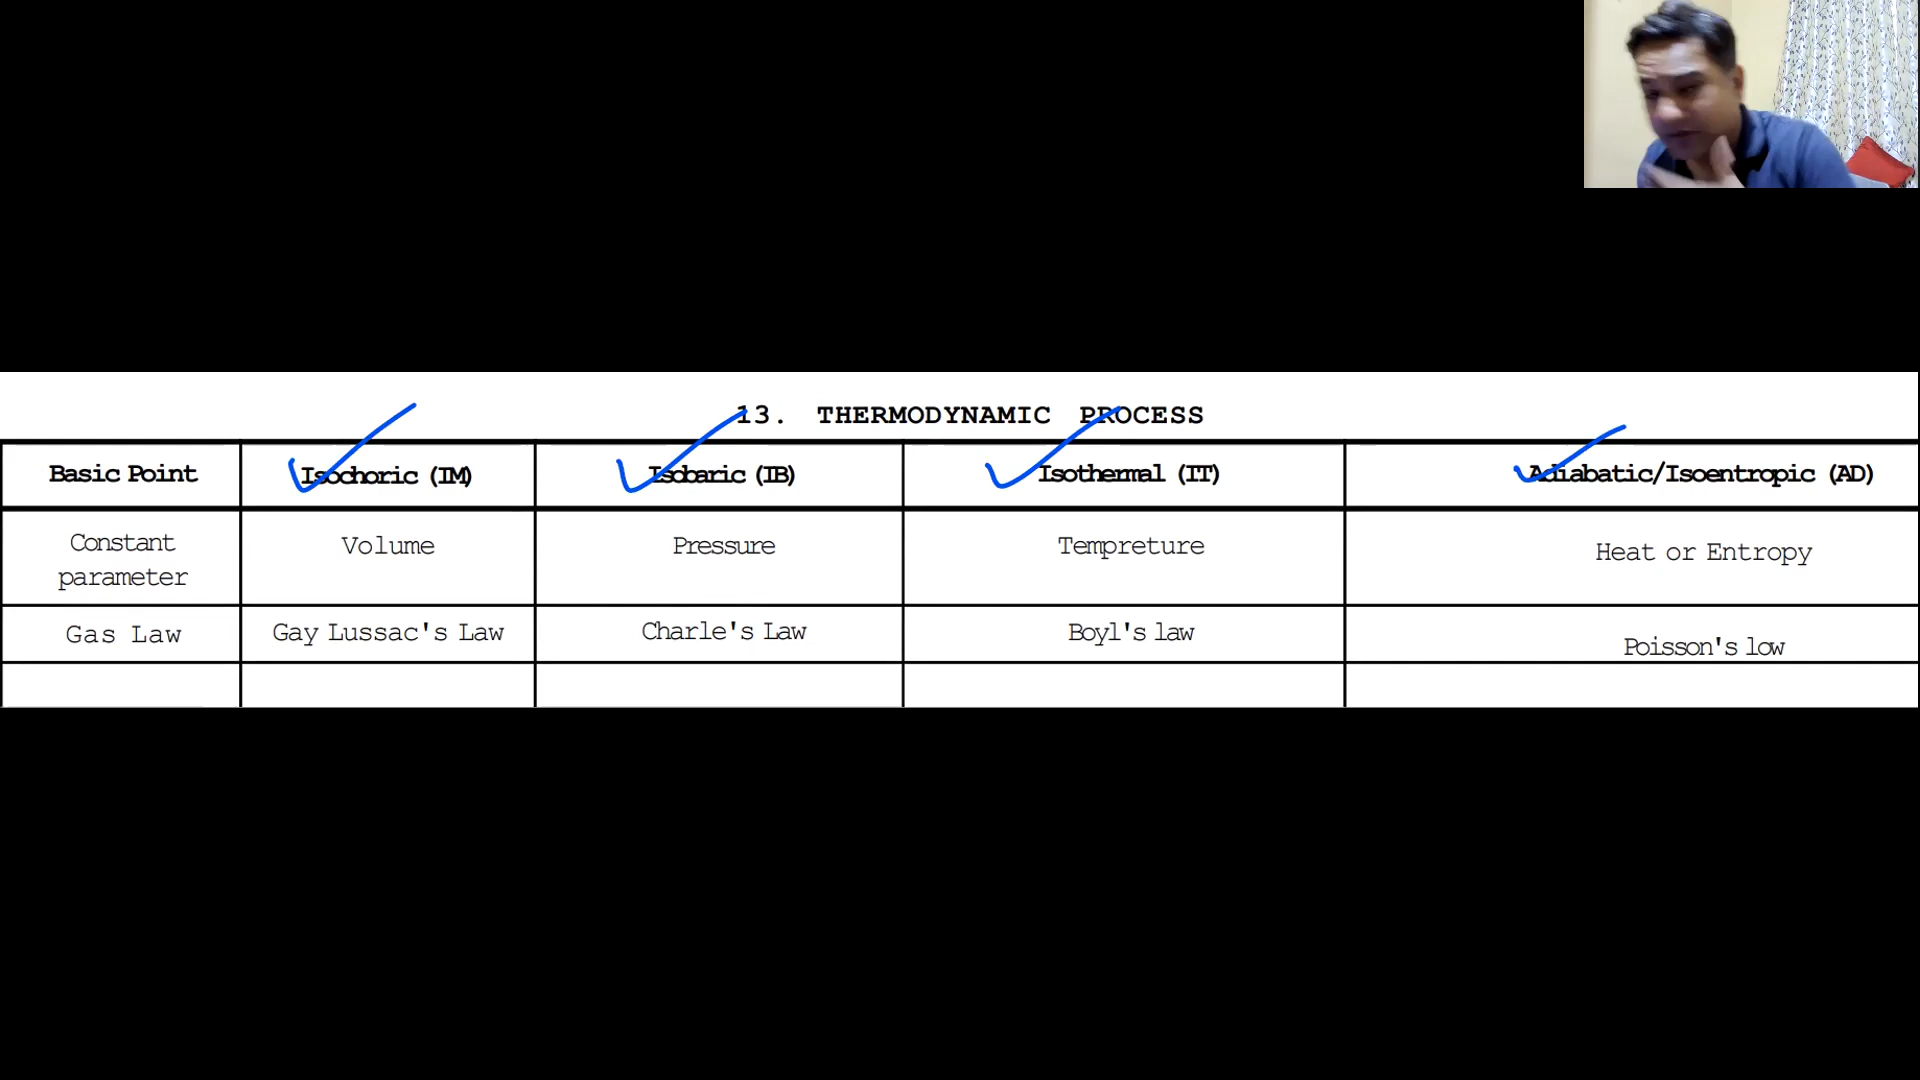 13. THERMODYNAMIC PROCESS
Basic Point
Isochoric (IM)
Isobaric (IB)
Isothermal (IT)
Adiabatic/Isoentropic (AD)
Constant
parameter
Volume
Pressure
Tempreture
Heat or Entropy
Gas Law
Gay Lussac's Law
Charle's Law
Boyl's law
Poisson's low